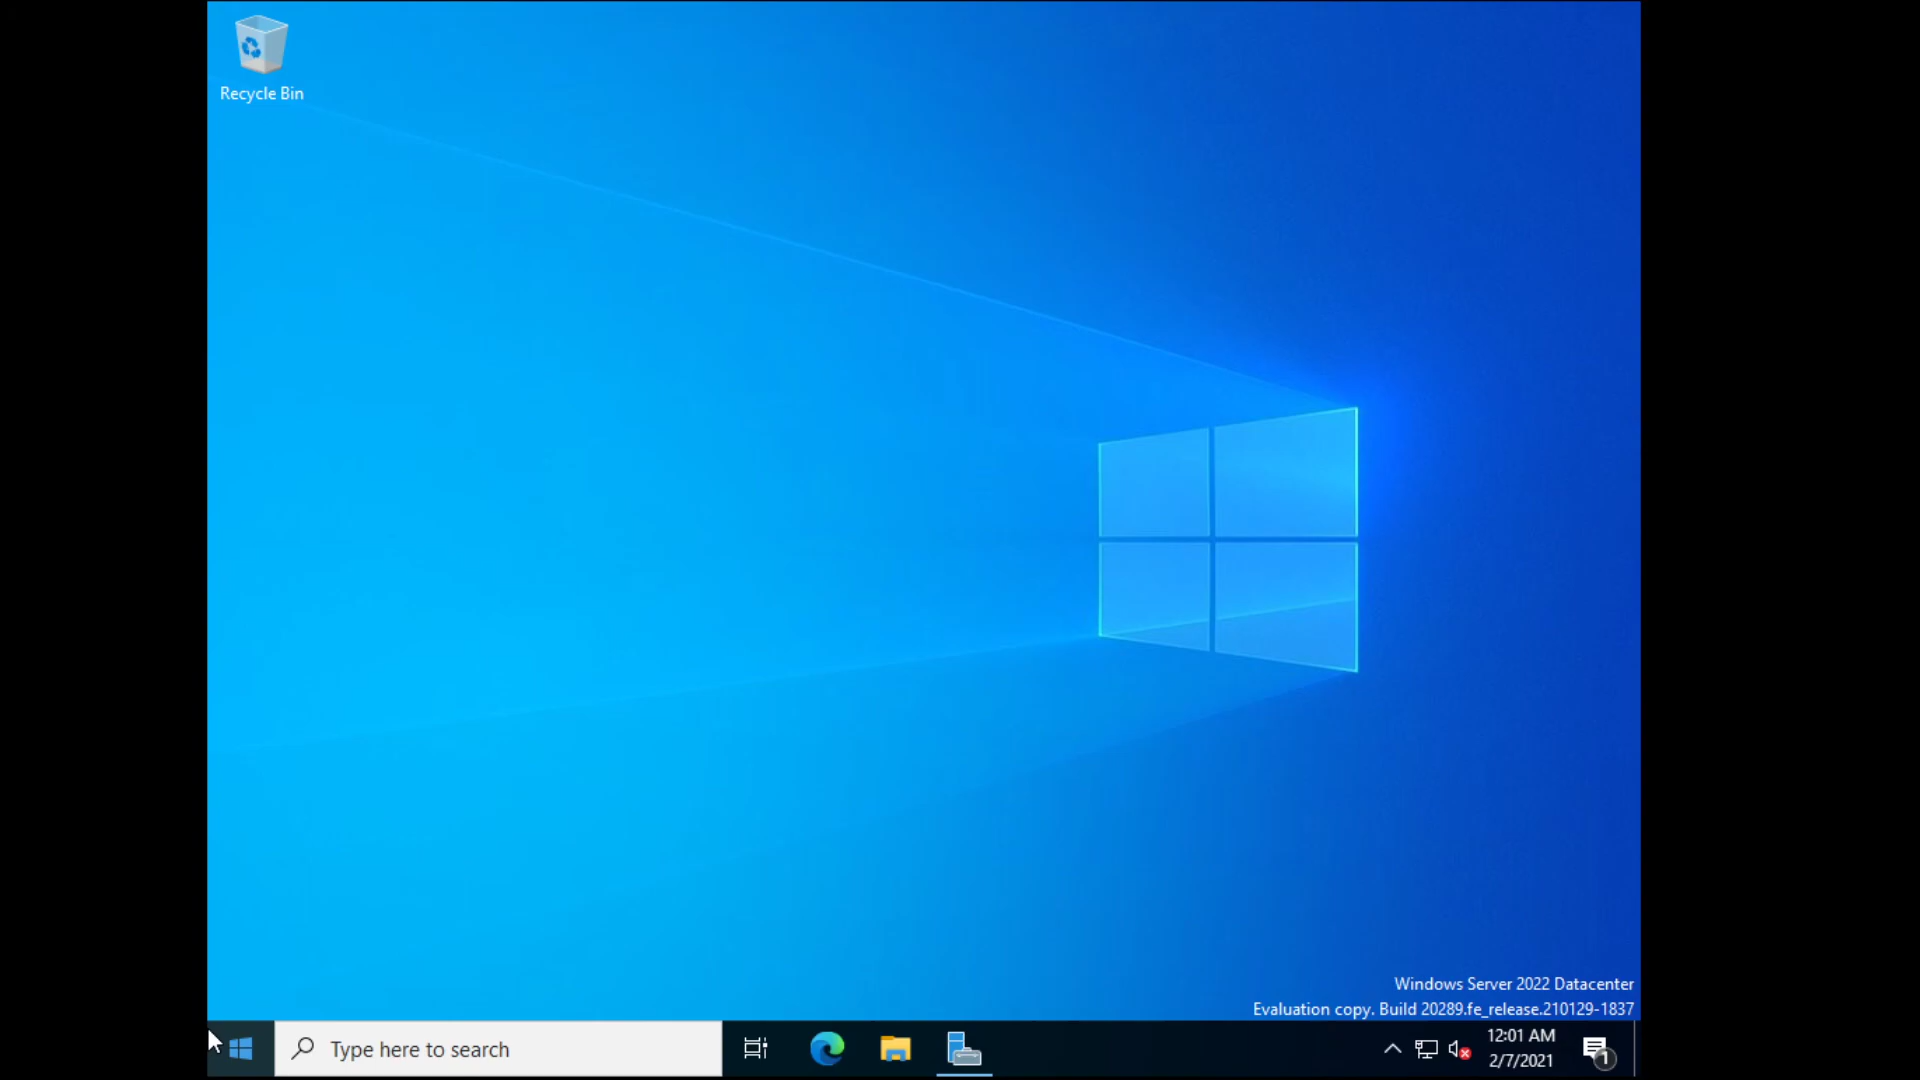 Recycle Bin
Windows Server 2022 Datacenter
Evaluation copy. Build 20289.fe_release.210129-1837
Type here to search
12:01 AM
2/7/2021
1